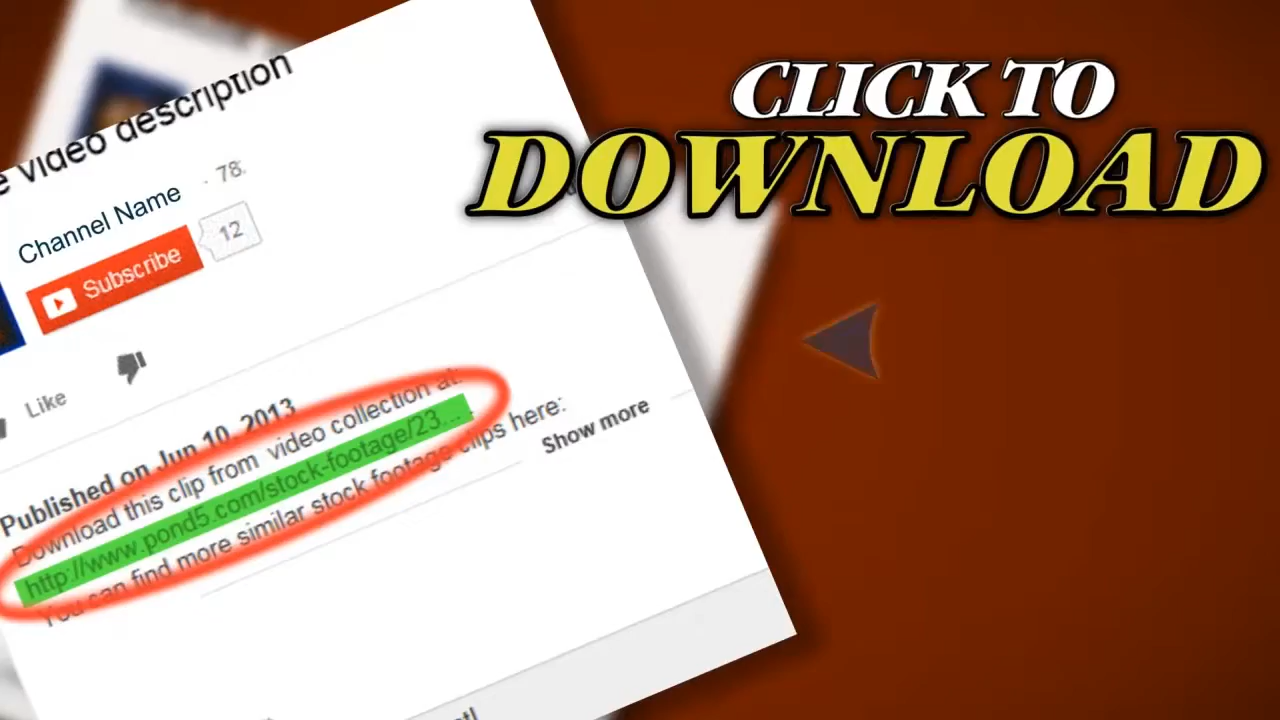 CLICK TO
DOWNLOAD
video description
Channel Name
78
Subscribe
12
Like
Published on Jun 10, 2013
Download this clip from video collection at:
http://www.pond5.com/stock-footage/23...
You can find more similar stock footage clips here:
Show more